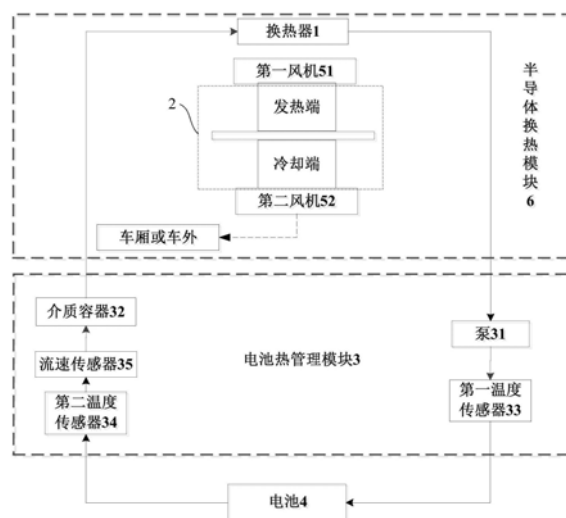 换热器1
第一风机51
发热端
2
冷却端
第二风机52
车厢或车外
半导体换热模块6
介质容器32
流速传感器35
第二温度
传感器34
电池热管理模块3
泵31
第一温度
传感器33
电池4